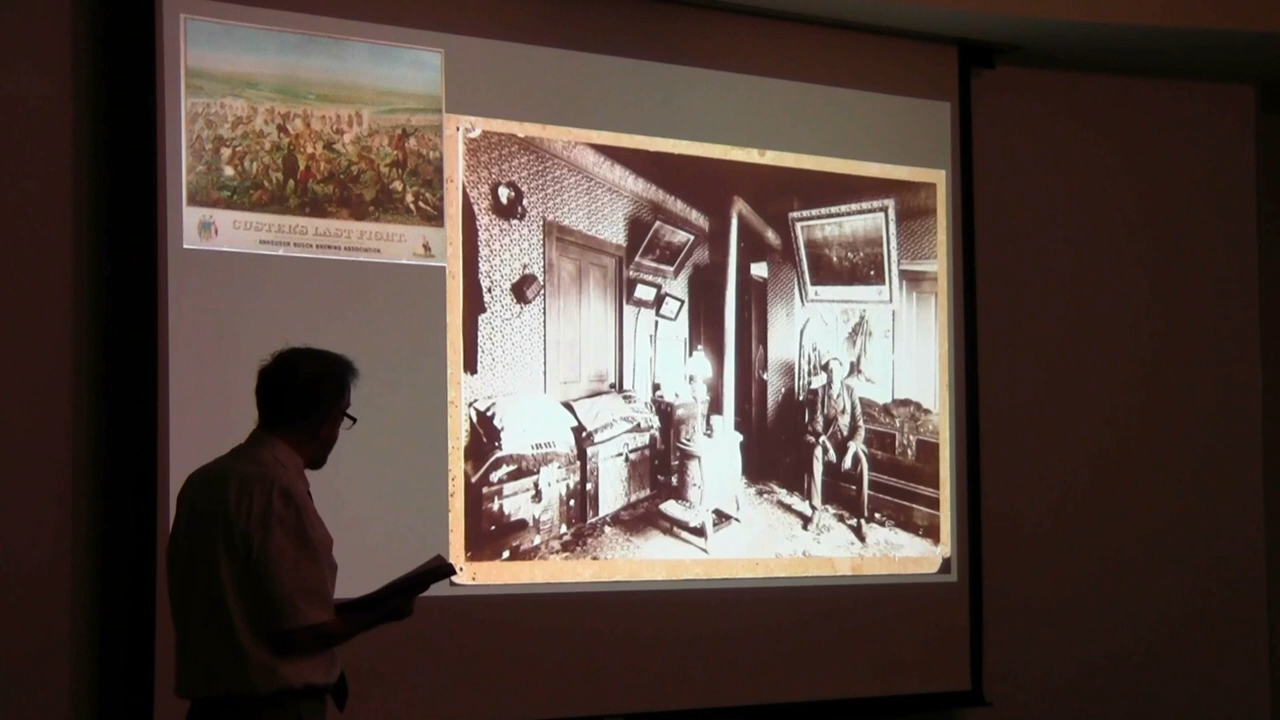 CUSTER'S LAST FIGHT.
ANHEUSER BUSCH BREWING ASSOCIATION.